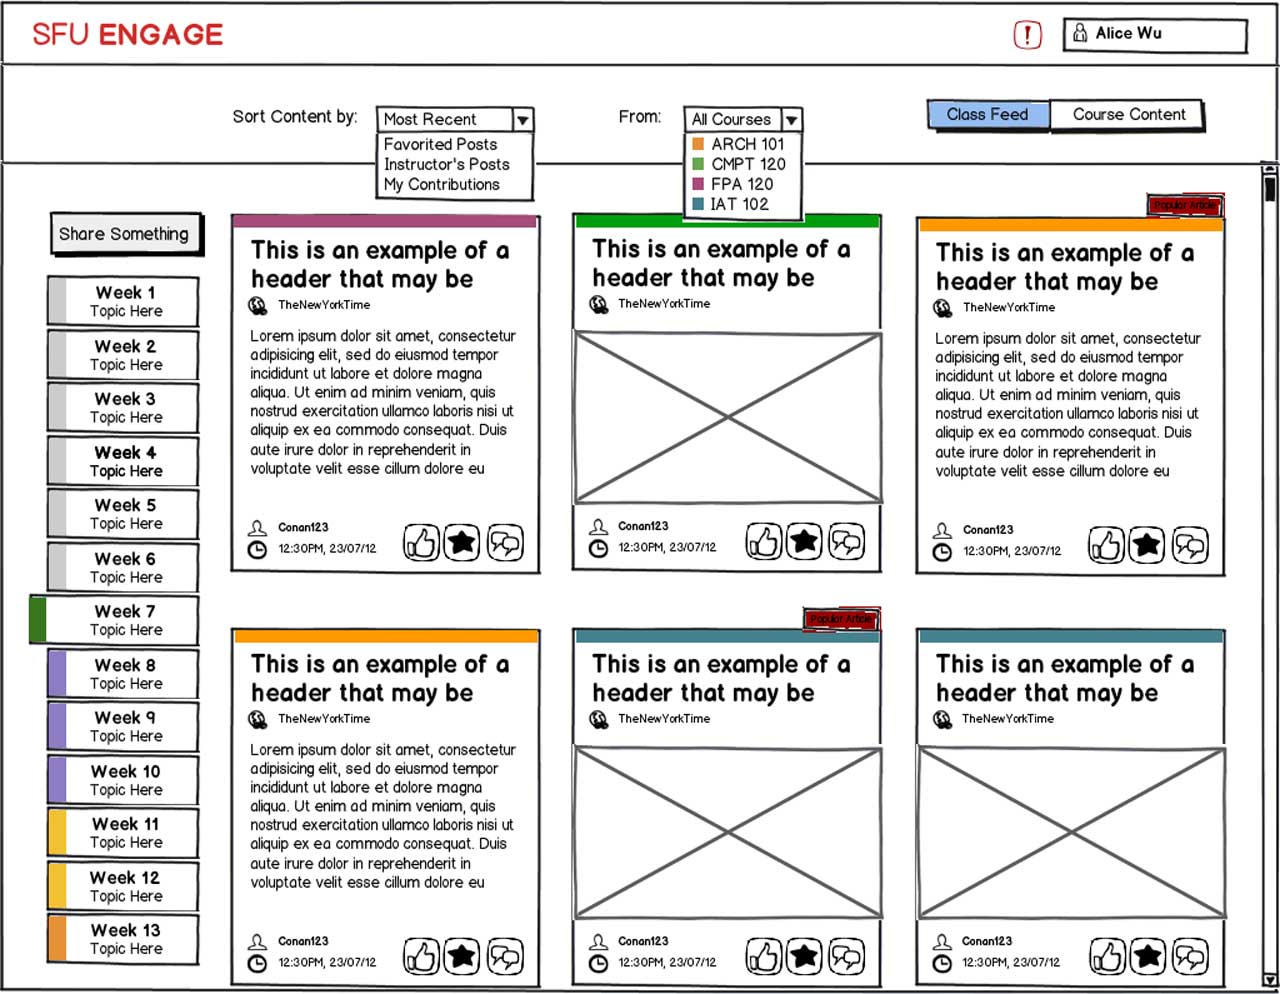 SFU ENGAGE
!
Alice Wu
Sort Content by:
Most Recent
Favorited Posts
Instructor's Posts
My Contributions
From:
All Courses
ARCH 101
CMPT 120
FPA 120
IAT 102
Class Feed
Course Content
Share Something
Week 1
Topic Here
Week 2
Topic Here
Week 3
Topic Here
Week 4
Topic Here
Week 5
Topic Here
Week 6
Topic Here
Week 7
Topic Here
Week 8
Topic Here
Week 9
Topic Here
Week 10
Topic Here
Week 11
Topic Here
Week 12
Topic Here
Week 13
Topic Here
This is an example of a
header that may be
TheNewYorkTime
Lorem ipsum dolor sit amet, consectetur
adipisicing elit, sed do eiusmod tempor
incididunt ut labore et dolore magna
aliqua. Ut enim ad minim veniam, quis
nostrud exercitation ullamco laboris nisi ut
aliquip ex ea commodo consequat. Duis
aute irure dolor in reprehenderit in
voluptate velit esse cillum dolore eu
Conan123
12:30PM, 23/07/12
This is an example of a
header that may be
TheNewYorkTime
Conan123
12:30PM, 23/07/12
Popular Article
This is an example of a
header that may be
TheNewYorkTime
Lorem ipsum dolor sit amet, consectetur
adipisicing elit, sed do eiusmod tempor
incididunt ut labore et dolore magna
aliqua. Ut enim ad minim veniam, quis
nostrud exercitation ullamco laboris nisi ut
aliquip ex ea commodo consequat. Duis
aute irure dolor in reprehenderit in
voluptate velit esse cillum dolore eu
Conan123
12:30PM, 23/07/12
This is an example of a
header that may be
TheNewYorkTime
Lorem ipsum dolor sit amet, consectetur
adipisicing elit, sed do eiusmod tempor
incididunt ut labore et dolore magna
aliqua. Ut enim ad minim veniam, quis
nostrud exercitation ullamco laboris nisi ut
aliquip ex ea commodo consequat. Duis
aute irure dolor in reprehenderit in
voluptate velit esse cillum dolore eu
Conan123
12:30PM, 23/07/12
Popular Article
This is an example of a
header that may be
TheNewYorkTime
Conan123
12:30PM, 23/07/12
This is an example of a
header that may be
TheNewYorkTime
Conan123
12:30PM, 23/07/12